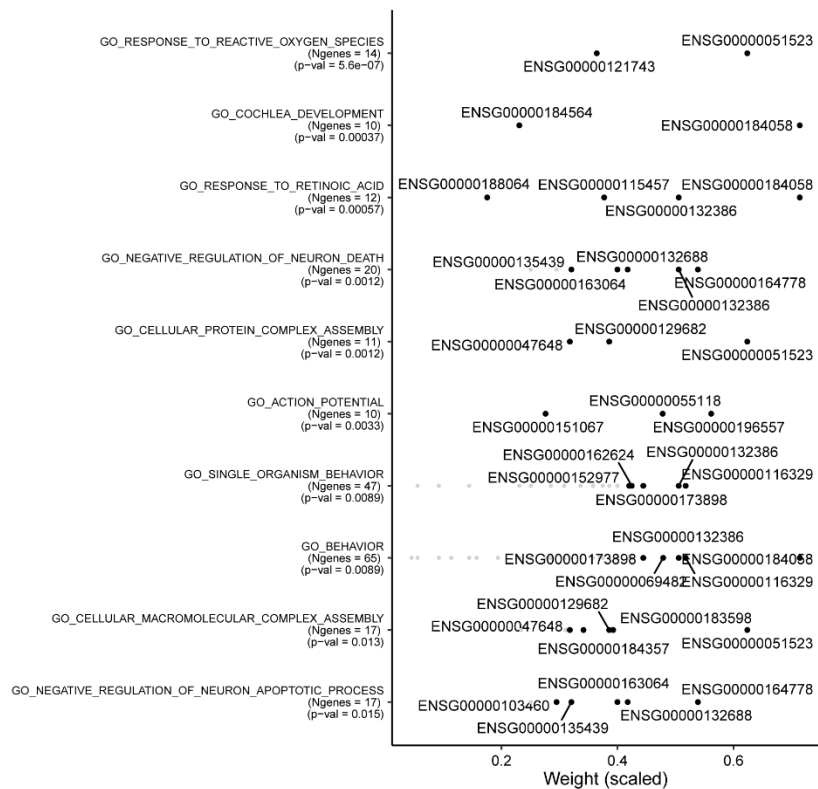 GO_RESPONSE_TO_REACTIVE_OXYGEN_SPECIES
(Ngenes = 14)
(p-val = 5.6e-07)
ENSG00000051523
ENSG00000121743
GO_COCHLEA_DEVELOPMENT
(Ngenes = 10)
(p-val = 0.00037)
ENSG00000184564
ENSG00000184058
GO_RESPONSE_TO_RETINOIC_ACID
(Ngenes = 12)
(p-val = 0.00057)
ENSG00000188064
ENSG00000115457
ENSG00000184058
ENSG00000132386
GO_NEGATIVE_REGULATION_OF_NEURON_DEATH
(Ngenes = 20)
(p-val = 0.0012)
ENSG00000135439
ENSG00000132688
ENSG00000163064
ENSG00000164778
ENSG00000132386
GO_CELLULAR_PROTEIN_COMPLEX_ASSEMBLY
(Ngenes = 11)
(p-val = 0.0012)
ENSG00000129682
ENSG00000047648
ENSG00000051523
GO_ACTION_POTENTIAL
(Ngenes = 10)
(p-val = 0.0033)
ENSG00000055118
ENSG00000151067
ENSG00000196557
GO_SINGLE_ORGANISM_BEHAVIOR
(Ngenes = 47)
(p-val = 0.0089)
ENSG00000162624
ENSG00000132386
ENSG00000152977
ENSG00000116329
ENSG00000173898
GO_BEHAVIOR
(Ngenes = 65)
(p-val = 0.0089)
ENSG00000132386
ENSG00000173898
ENSG00000184058
ENSG00000069482
ENSG00000116329
GO_CELLULAR_MACROMOLECULAR_COMPLEX_ASSEMBLY
(Ngenes = 17)
(p-val = 0.013)
ENSG00000129682
ENSG00000183598
ENSG00000047648
ENSG00000184357
ENSG00000051523
GO_NEGATIVE_REGULATION_OF_NEURON_APOPTOTIC_PROCESS
(Ngenes = 17)
(p-val = 0.015)
ENSG00000163064
ENSG00000164778
ENSG00000103460
ENSG00000132688
ENSG00000135439
0.2 0.4 0.6
Weight (scaled)